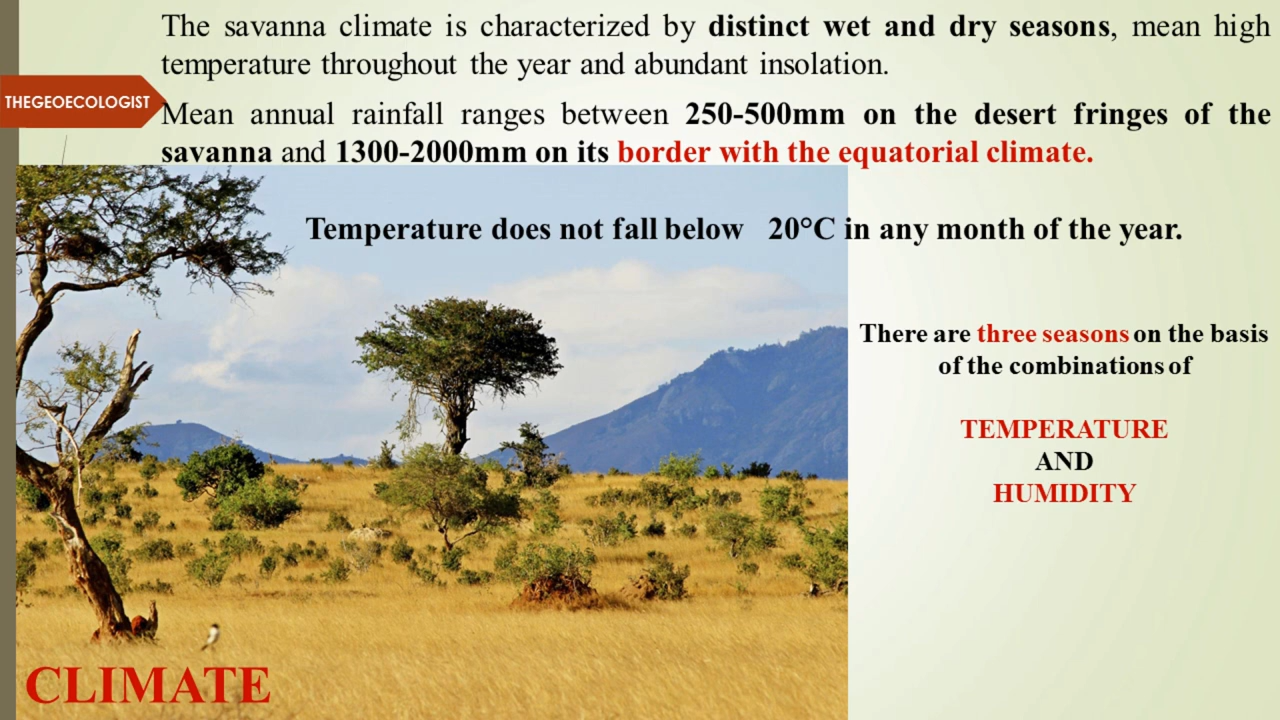 The savanna climate is characterized by distinct wet and dry seasons, mean high
temperature throughout the year and abundant insolation.
THEGEOECOLOGIST
Mean annual rainfall ranges between 250-500mm on the desert fringes of the
savanna and 1300-2000mm on its border with the equatorial climate.
Temperature does not fall below 20°C in any month of the year.
There are three seasons on the basis
of the combinations of
TEMPERATURE
AND
HUMIDITY
CLIMATE